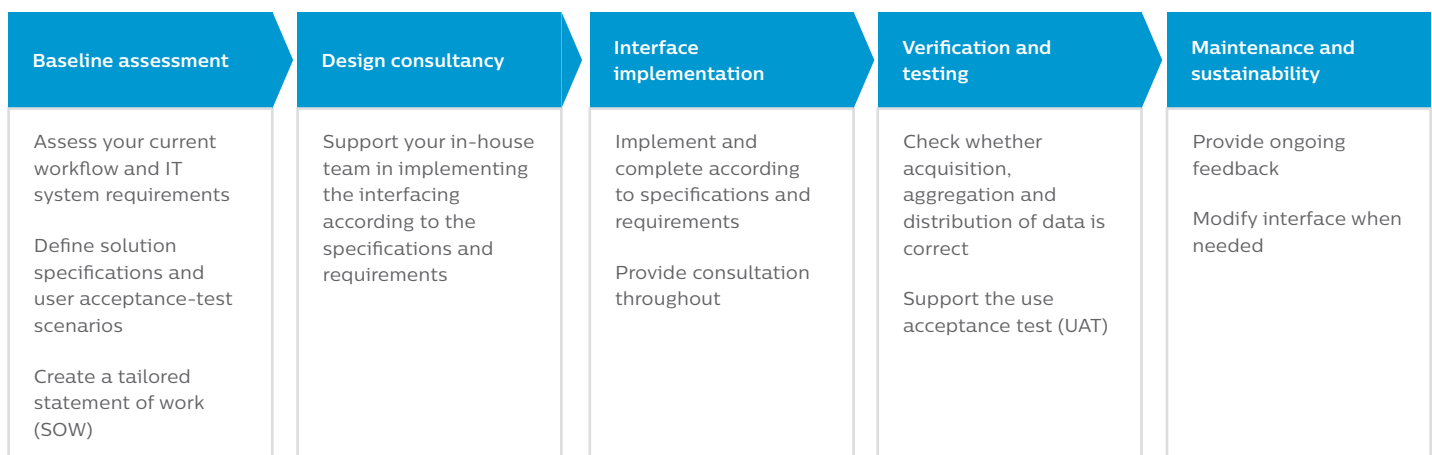 Baseline assessment
Assess your current
workflow and IT
system requirements
Define solution
specifications and
user acceptance-test
scenarios
Create a tailored
statement of work
(SOW)
Design consultancy
Support your in-house
team in implementing
the interfacing
according to the
specifications and
requirements
Interface
implementation
Implement and
complete according
to specifications and
requirements
Provide consultation
throughout
Verification and
testing
Check whether
acquisition,
aggregation and
distribution of data is
correct
Support the use
acceptance test (UAT)
Maintenance and
sustainability
Provide ongoing
feedback
Modify interface when
needed